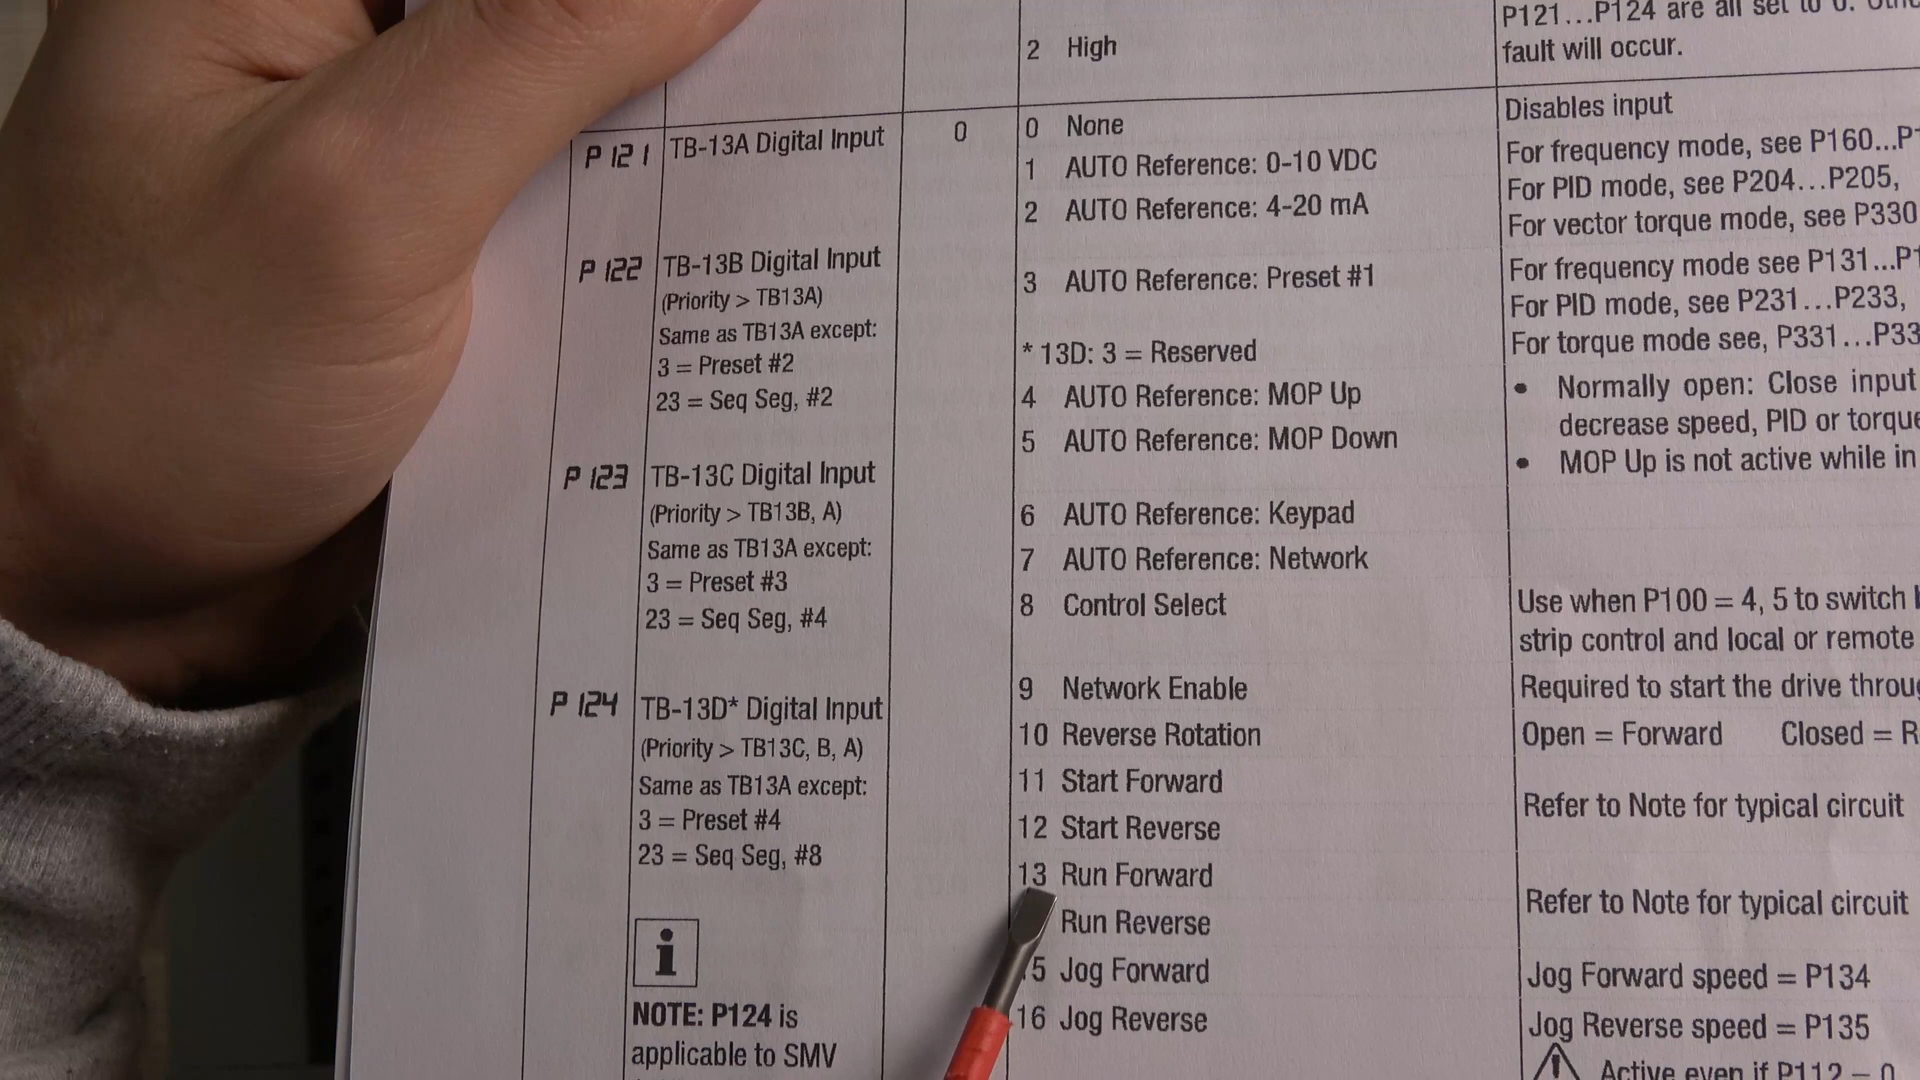 P121...P124 are all set to 0.
2 High
fault will occur.
P121 TB-13A Digital Input 0
0 None
Disables input
1 AUTO Reference: 0-10 VDC
For frequency mode, see P160...
2 AUTO Reference: 4-20 mA
For PID mode, see P204...P205,
For vector torque mode, see P330
P122 TB-13B Digital Input
(Priority > TB13A)
Same as TB13A except:
3 = Preset #2
23 = Seq Seg, #2
3 AUTO Reference: Preset #1
For frequency mode see P131...
For PID mode, see P231...P233,
* 13D: 3 = Reserved
For torque mode see, P331...
4 AUTO Reference: MOP Up
• Normally open: Close input
decrease speed, PID or torque
5 AUTO Reference: MOP Down
• MOP Up is not active while in
P123 TB-13C Digital Input
(Priority > TB13B, A)
Same as TB13A except:
3 = Preset #3
23 = Seq Seg, #4
6 AUTO Reference: Keypad
7 AUTO Reference: Network
8 Control Select
Use when P100 = 4, 5 to switch
strip control and local or remote
P124 TB-13D* Digital Input
(Priority > TB13C, B, A)
Same as TB13A except:
3 = Preset #4
23 = Seq Seg, #8
9 Network Enable
Required to start the drive
10 Reverse Rotation
Open = Forward Closed =
11 Start Forward
12 Start Reverse
Refer to Note for typical circuit
13 Run Forward
Run Reverse
Refer to Note for typical circuit
5 Jog Forward
Jog Forward speed = P134
16 Jog Reverse
Jog Reverse speed = P135
Active even if P112 = 0
i
NOTE: P124 is
applicable to SMV